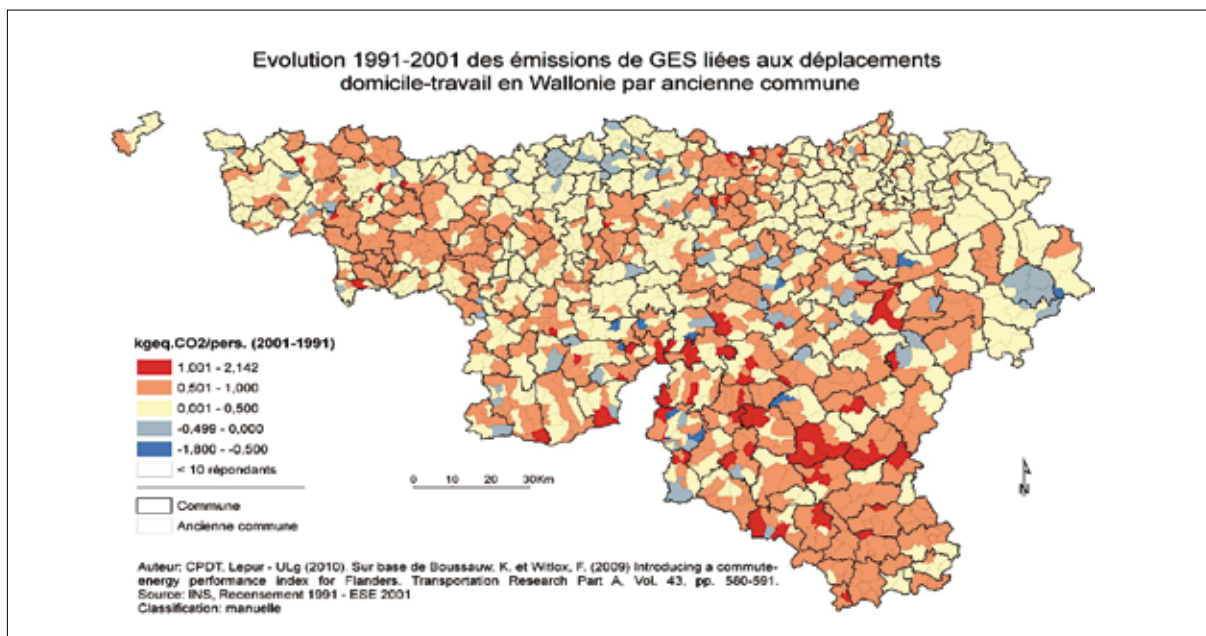 Evolution 1991-2001 des émissions de GES liées aux déplacements
domicile-travail en Wallonie par ancienne commune
kgeq.CO2/pers. (2001-1991)
1,001 - 2,142
0,501 - 1,000
0,001 - 0,500
-0,499 - 0,000
-1,800 - -0,500
< 10 répondants
Commune
Ancienne commune
0 10 20 30Km
N
Auteur: CPDT. Lepur - ULg (2010). Sur base de Boussauw, K. et Witlox, F. (2009) Introducing a commute-
energy performance index for Flanders. Transportation Research Part A, Vol. 43, pp. 580-591.
Source: INS, Recensement 1991 - ESE 2001
Classification: manuelle